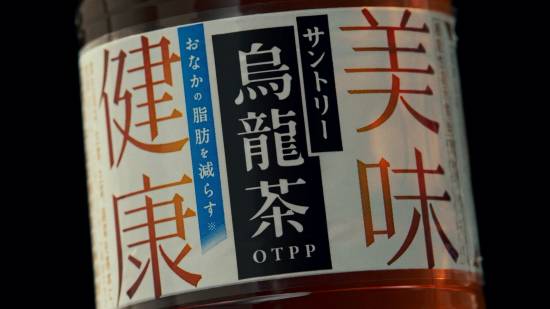 美味
サントリー
烏龍茶
OTPP
おなかの脂肪を減らす※
健康